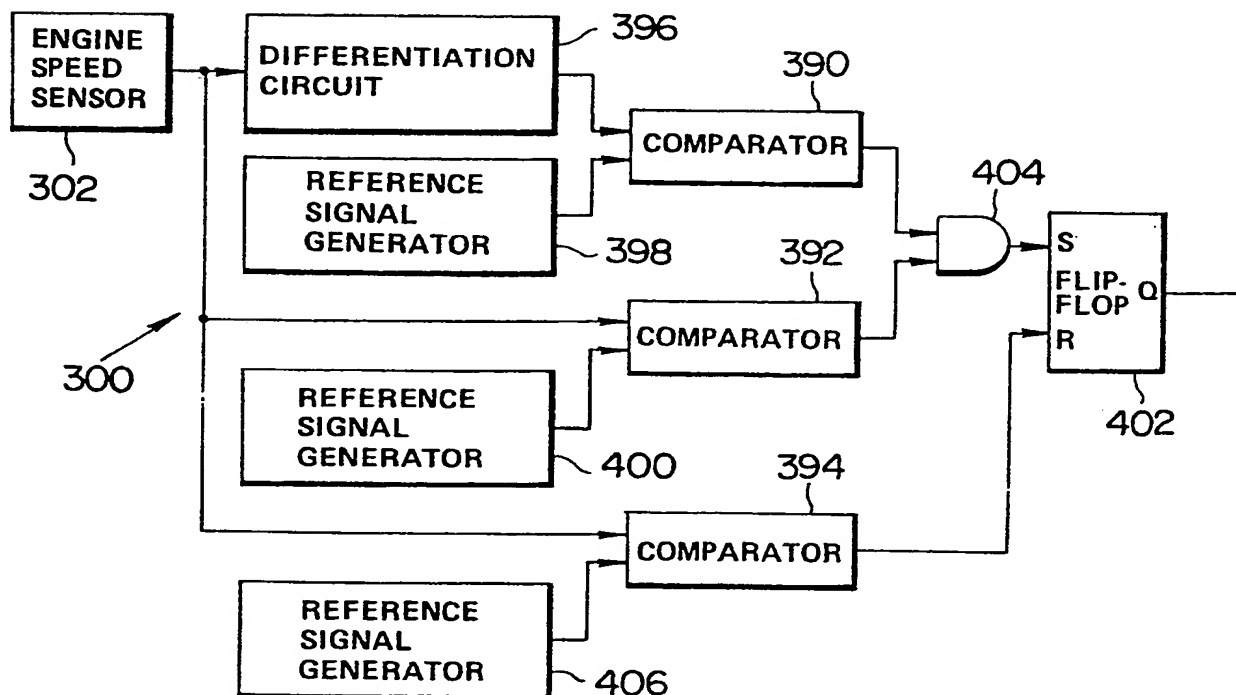 ENGINE
SPEED
SENSOR
302
DIFFERENTIATION
CIRCUIT
396
REFERENCE
SIGNAL
GENERATOR
398
COMPARATOR
390
404
S
FLIP-
FLOP
Q
R
402
300
COMPARATOR
392
REFERENCE
SIGNAL
GENERATOR
400
COMPARATOR
394
REFERENCE
SIGNAL
GENERATOR
406